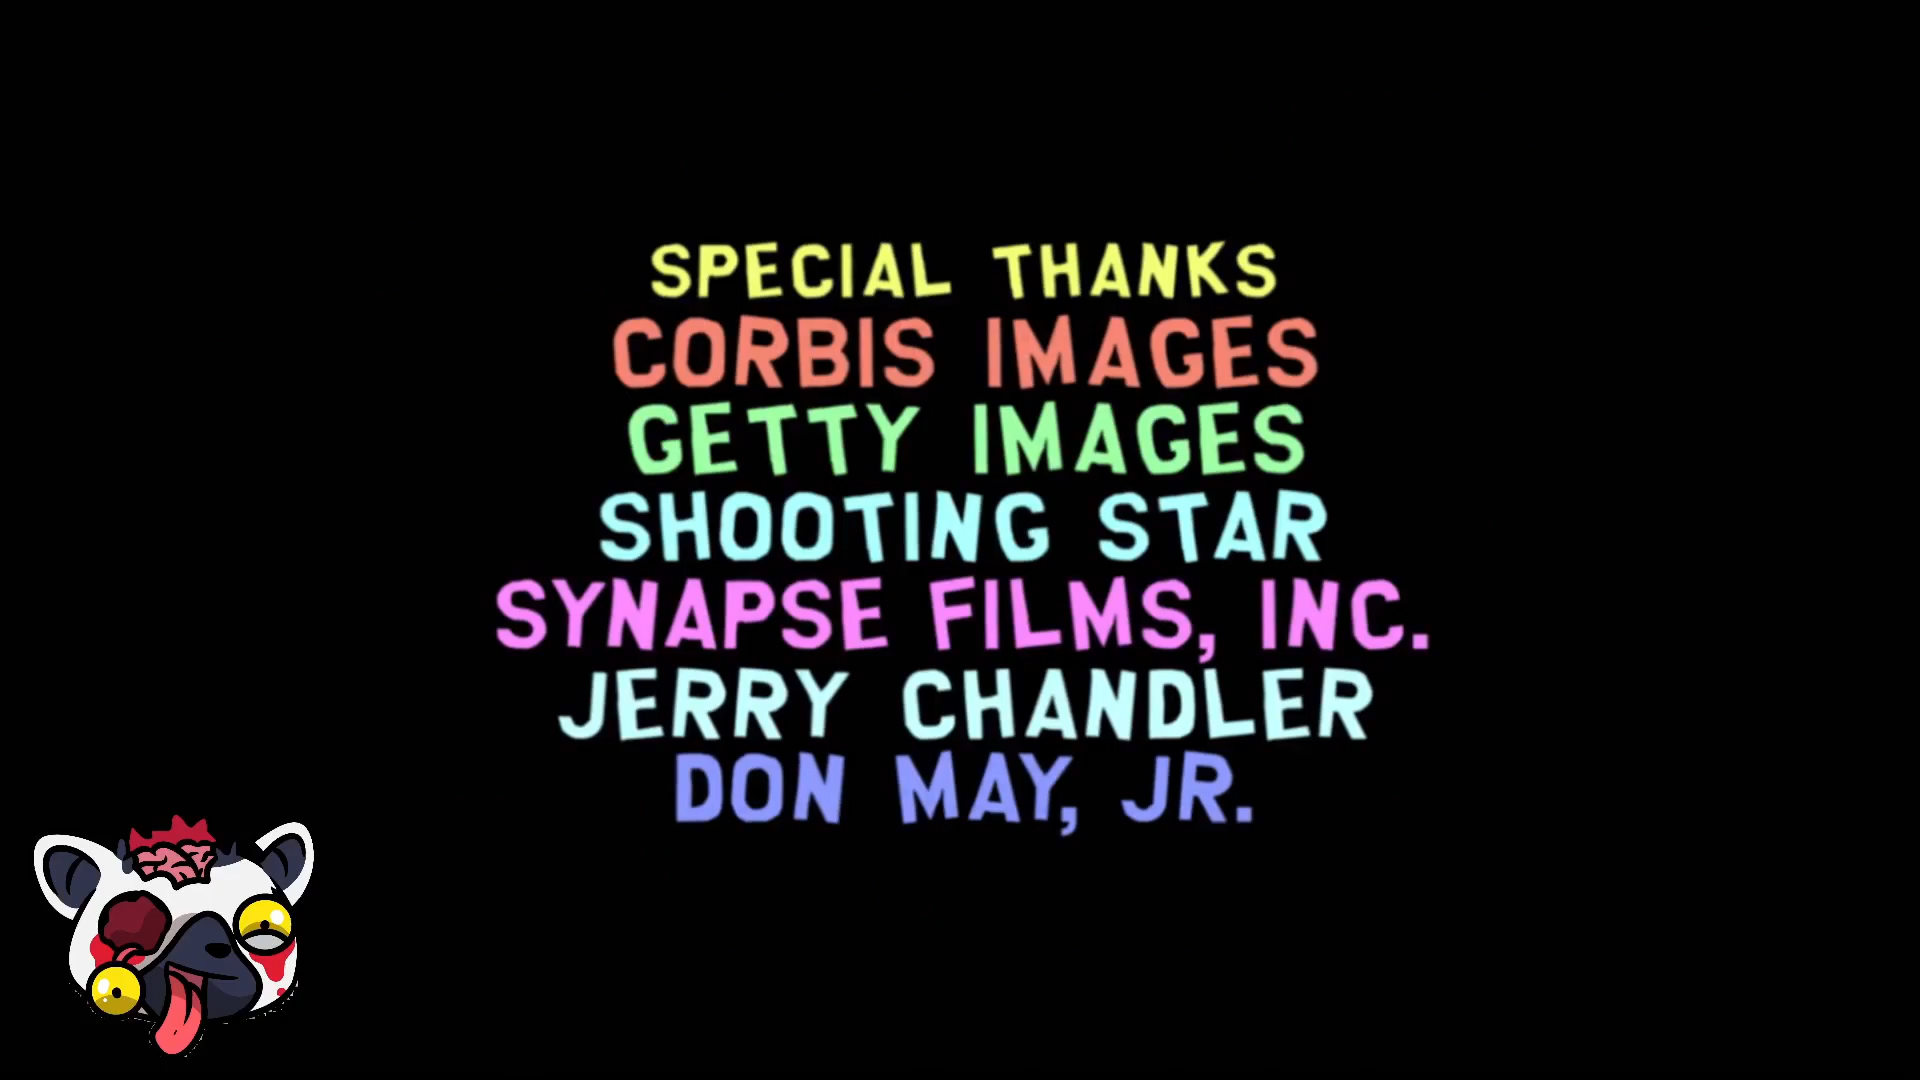 SPECIAL THANKS
CORBIS IMAGES
GETTY IMAGES
SHOOTING STAR
SYNAPSE FILMS, INC.
JERRY CHANDLER
DON MAY, JR.